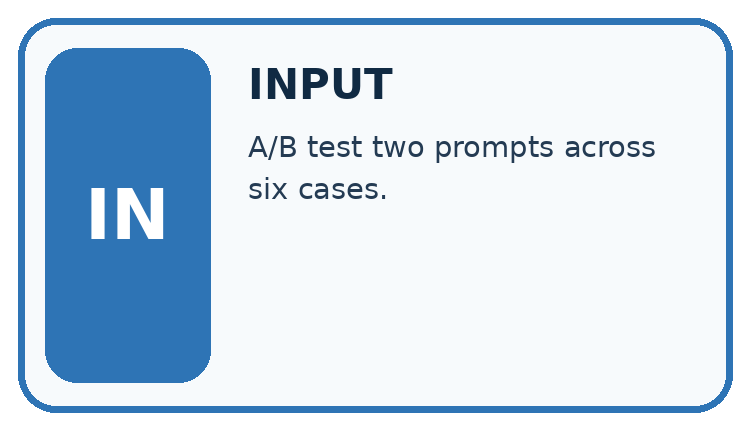 IN
INPUT
A/B test two prompts across
six cases.